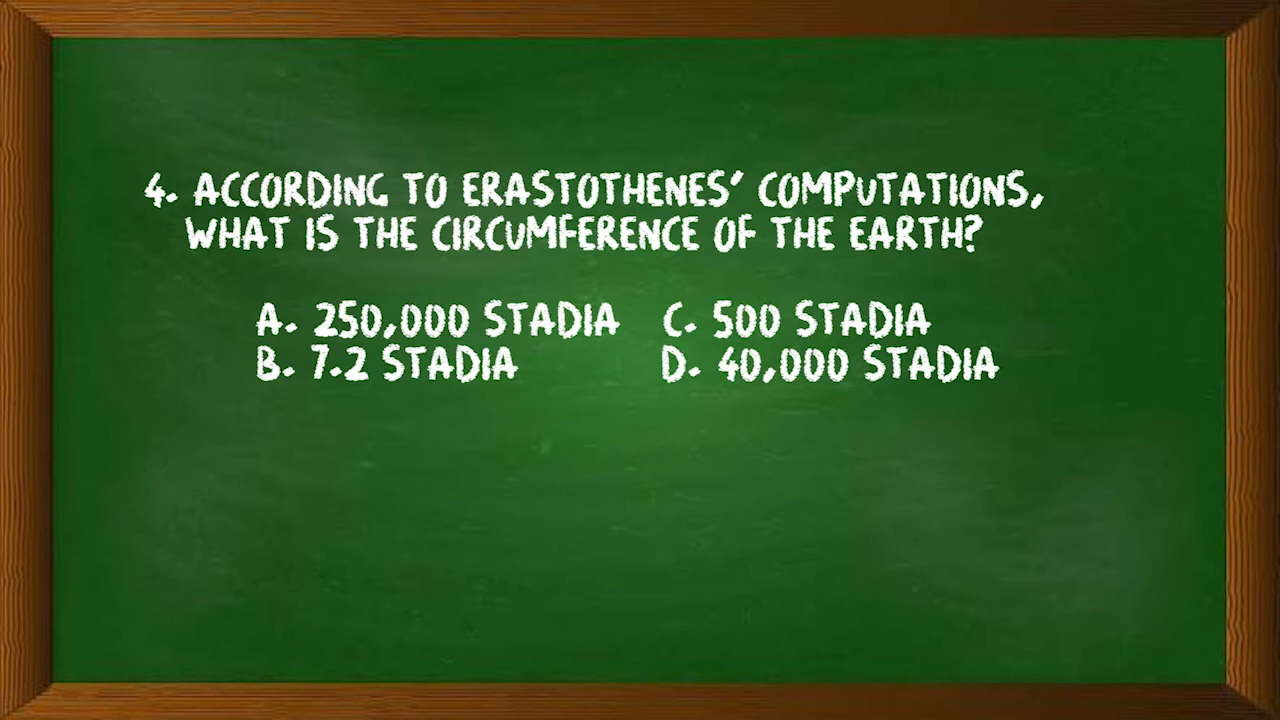 4. ACCORDING TO ERASTOTHENES' COMPUTATIONS,
WHAT IS THE CIRCUMFERENCE OF THE EARTH?
A. 250,000 STADIA C. 500 STADIA
B. 7.2 STADIA D. 40,000 STADIA